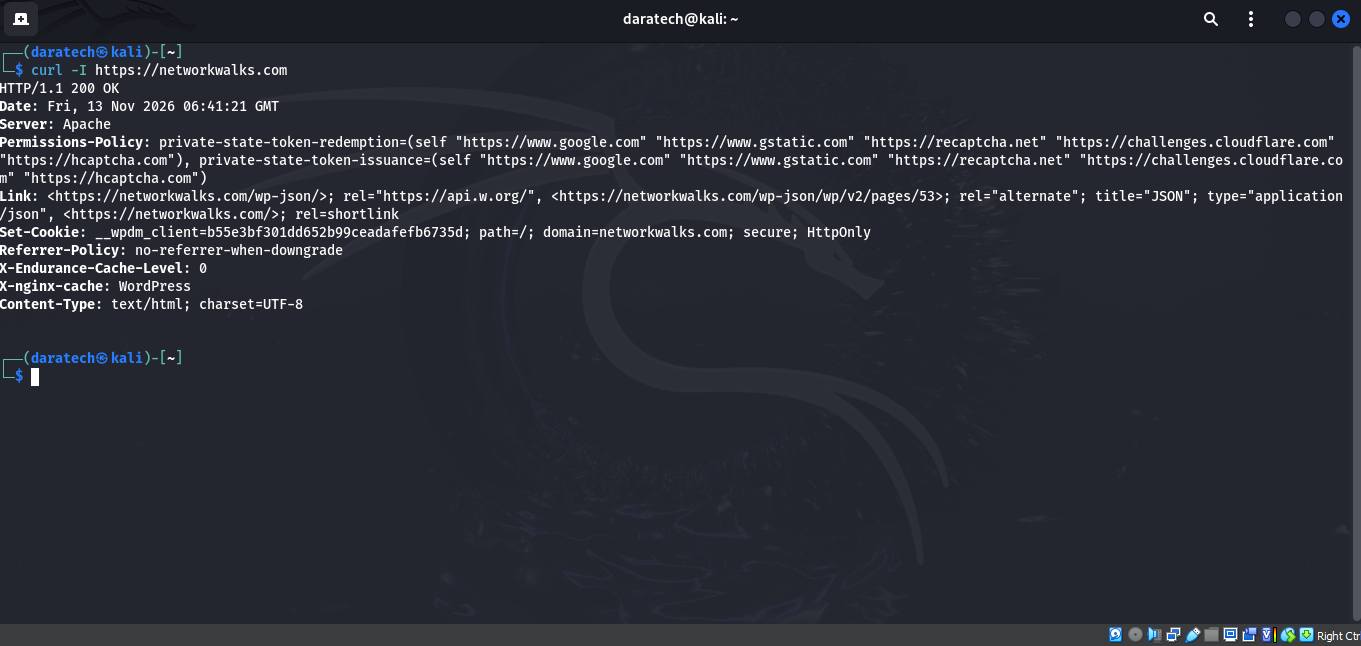 daratech@kali: ~
┌──(daratech㉿kali)-[~]
└─$ curl -I https://networkwalks.com
HTTP/1.1 200 OK
Date: Fri, 13 Nov 2026 06:41:21 GMT
Server: Apache
Permissions-Policy: private-state-token-redemption=(self "https://www.google.com" "https://www.gstatic.com" "https://recaptcha.net" "https://challenges.cloudflare.com"
"https://hcaptcha.com"), private-state-token-issuance=(self "https://www.google.com" "https://www.gstatic.com" "https://recaptcha.net" "https://challenges.cloudflare.co
m" "https://hcaptcha.com")
Link: <https://networkwalks.com/wp-json/>; rel="https://api.w.org/", <https://networkwalks.com/wp-json/wp/v2/pages/53>; rel="alternate"; title="JSON"; type="application
/json", <https://networkwalks.com/>; rel=shortlink
Set-Cookie: __wpdm_client=b55e3bf301dd652b99ceadafefb6735d; path=/; domain=networkwalks.com; secure; HttpOnly
Referrer-Policy: no-referrer-when-downgrade
X-Endurance-Cache-Level: 0
X-nginx-cache: WordPress
Content-Type: text/html; charset=UTF-8
┌──(daratech㉿kali)-[~]
└─$
Right Ctr